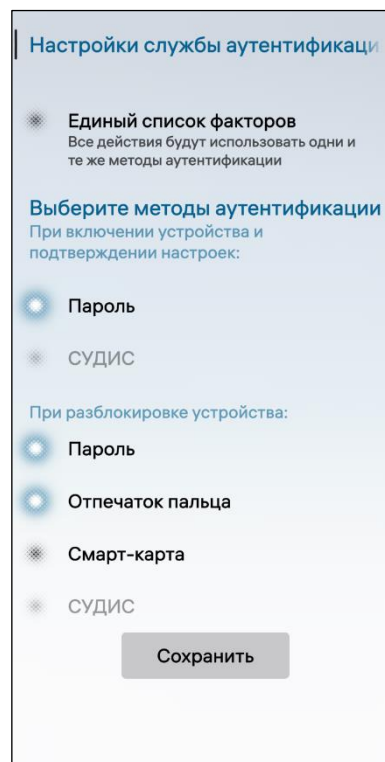 Настройки службы аутентификаци
Единый список факторов
Все действия будут использовать одни и
те же методы аутентификации
Выберите методы аутентификации
При включении устройства и
подтверждении настроек:
Пароль
СУДИС
При разблокировке устройства:
Пароль
Отпечаток пальца
Смарт-карта
СУДИС
Сохранить